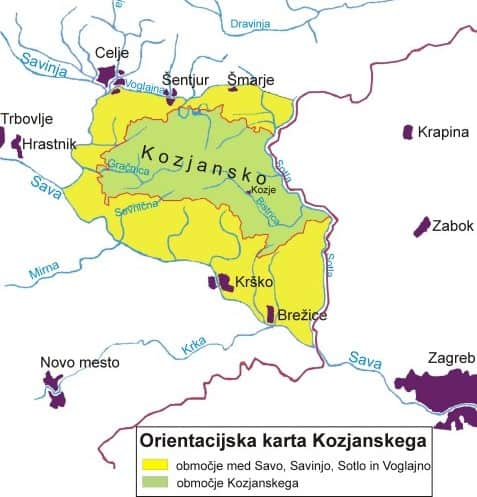 Dravinja
Celje
Savinja
Voglajna
Šentjur
Šmarje
Trbovlje
Hrastnik
Krapina
Kozjansko
Gračnica
Sotla
Kozje
Sava
Bistrica
Sevnična
Zabok
Mirna
Sotla
Krško
Brežice
Krka
Novo mesto
Sava
Zagreb
Orientacijska karta Kozjanskega
območje med Savo, Savinjo, Sotlo in Voglajno
območje Kozjanskega